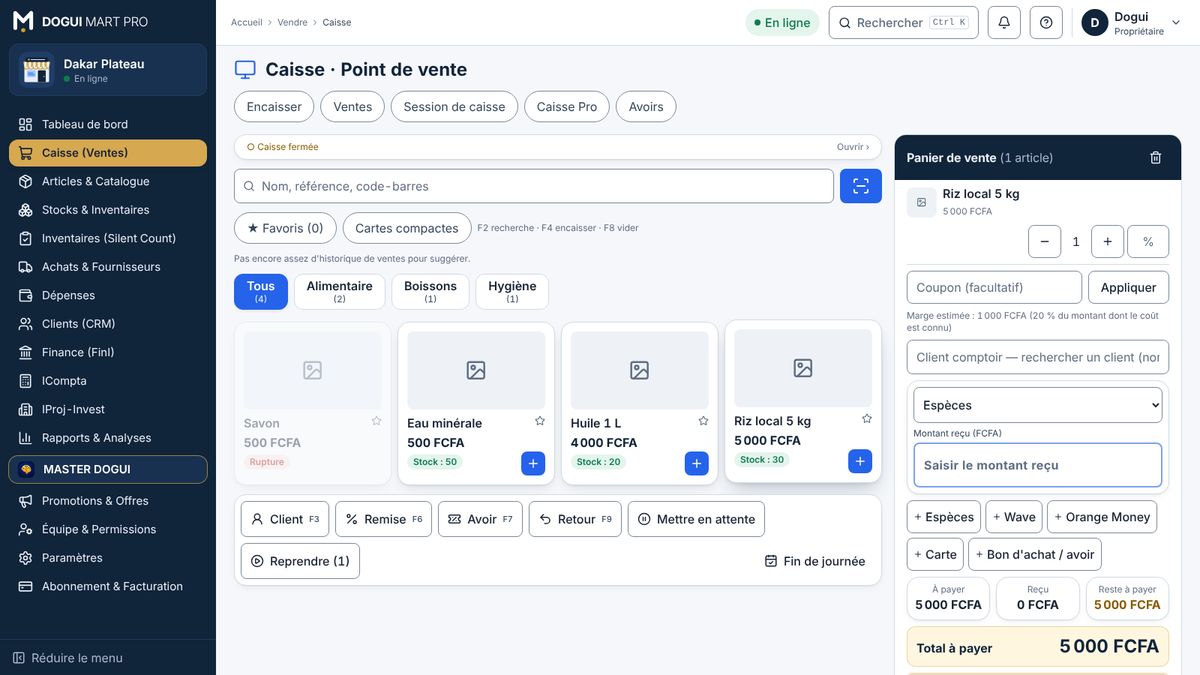 DOGUI MART PRO
Dakar Plateau
En ligne
Tableau de bord
Caisse (Ventes)
Articles & Catalogue
Stocks & Inventaires
Inventaires (Silent Count)
Achats & Fournisseurs
Dépenses
Clients (CRM)
Finance (FinI)
ICompta
IProj-Invest
Rapports & Analyses
MASTER DOGUI
Promotions & Offres
Équipe & Permissions
Paramètres
Abonnement & Facturation
Réduire le menu
Accueil › Vendre › Caisse
En ligne
Rechercher Ctrl K
D
Dogui
Propriétaire
Caisse · Point de vente
Encaisser
Ventes
Session de caisse
Caisse Pro
Avoirs
Caisse fermée
Ouvrir ›
Nom, référence, code-barres
★ Favoris (0)
Cartes compactes
F2 recherche · F4 encaisser · F8 vider
Pas encore assez d'historique de ventes pour suggérer.
Tous
(4)
Alimentaire
(2)
Boissons
(1)
Hygiène
(1)
Savon
500 FCFA
Rupture
Eau minérale
500 FCFA
Stock : 50
+
Huile 1 L
4 000 FCFA
Stock : 20
+
Riz local 5 kg
5 000 FCFA
Stock : 30
+
Client F3
Remise F6
Avoir F7
Retour F9
Mettre en attente
Reprendre (1)
Fin de journée
Panier de vente (1 article)
Riz local 5 kg
5 000 FCFA
− 1 + %
Coupon (facultatif)
Appliquer
Marge estimée : 1 000 FCFA (20 % du montant dont le coût
est connu)
Client comptoir — rechercher un client (nor
Espèces
Montant reçu (FCFA)
Saisir le montant reçu
+ Espèces
+ Wave
+ Orange Money
+ Carte
+ Bon d'achat / avoir
À payer
5 000 FCFA
Reçu
0 FCFA
Reste à payer
5 000 FCFA
Total à payer
5 000 FCFA